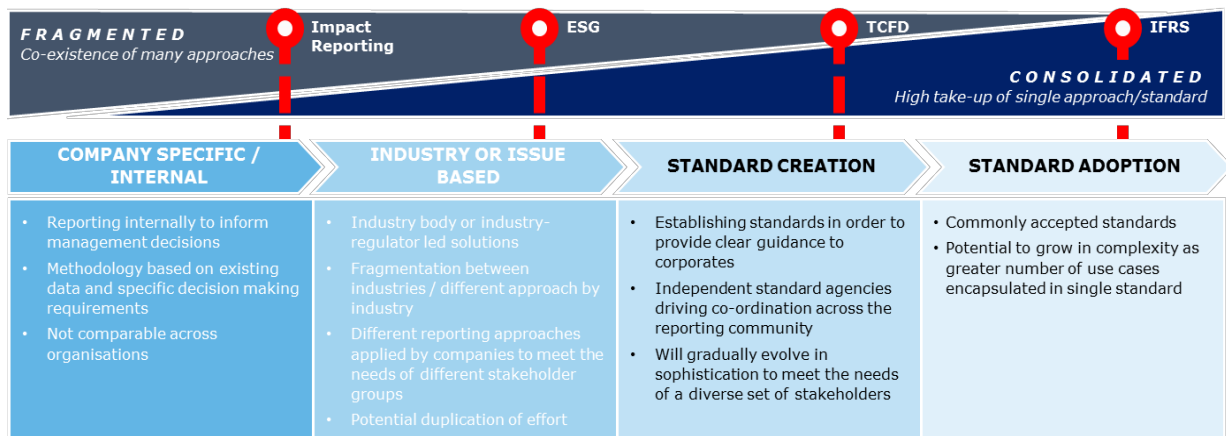 FRAGMENTED
Co-existence of many approaches
Impact
Reporting
ESG
TCFD
IFRS
CONSOLIDATED
High take-up of single approach/standard
COMPANY SPECIFIC /
INTERNAL
INDUSTRY OR ISSUE
BASED
STANDARD CREATION
STANDARD ADOPTION
• Reporting internally to inform
management decisions
• Methodology based on existing
data and specific decision making
requirements
• Not comparable across
organisations
• Industry body or industry-
regulator led solutions
• Fragmentation between
industries / different approach by
industry
• Different reporting approaches
applied by companies to meet the
needs of different stakeholder
groups
• Potential duplication of effort
• Establishing standards in order to
provide clear guidance to
corporates
• Independent standard agencies
driving co-ordination across the
reporting community
• Will gradually evolve in
sophistication to meet the needs
of a diverse set of stakeholders
• Commonly accepted standards
• Potential to grow in complexity as
greater number of use cases
encapsulated in single standard